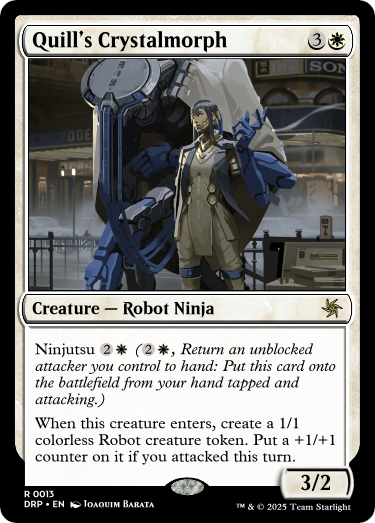 Quill's Crystalmorph 3
SON
ODE
Creature — Robot Ninja
Ninjutsu 2 (2, Return an unblocked
attacker you control to hand: Put this card onto
the battlefield from your hand tapped and
attacking.)
When this creature enters, create a 1/1
colorless Robot creature token. Put a +1/+1
counter on it if you attacked this turn.
3/2
R 0013
DRP • EN Joaquim Barata
™ & © 2025 Team Starlight